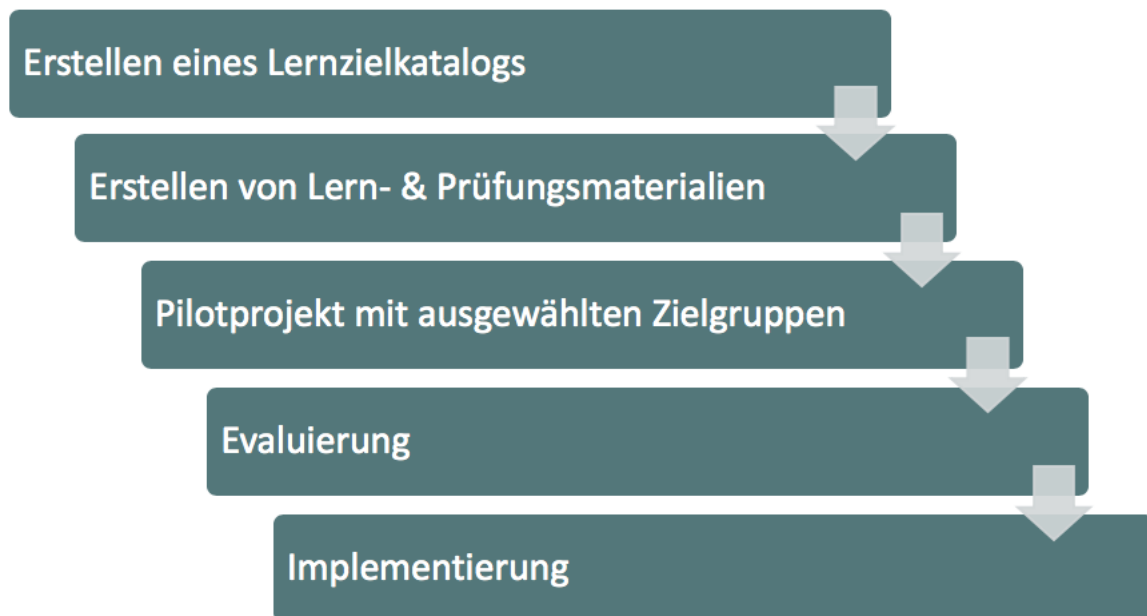 Erstellen eines Lernzielkatalogs
Erstellen von Lern- & Prüfungsmaterialien
Pilotprojekt mit ausgewählten Zielgruppen
Evaluierung
Implementierung